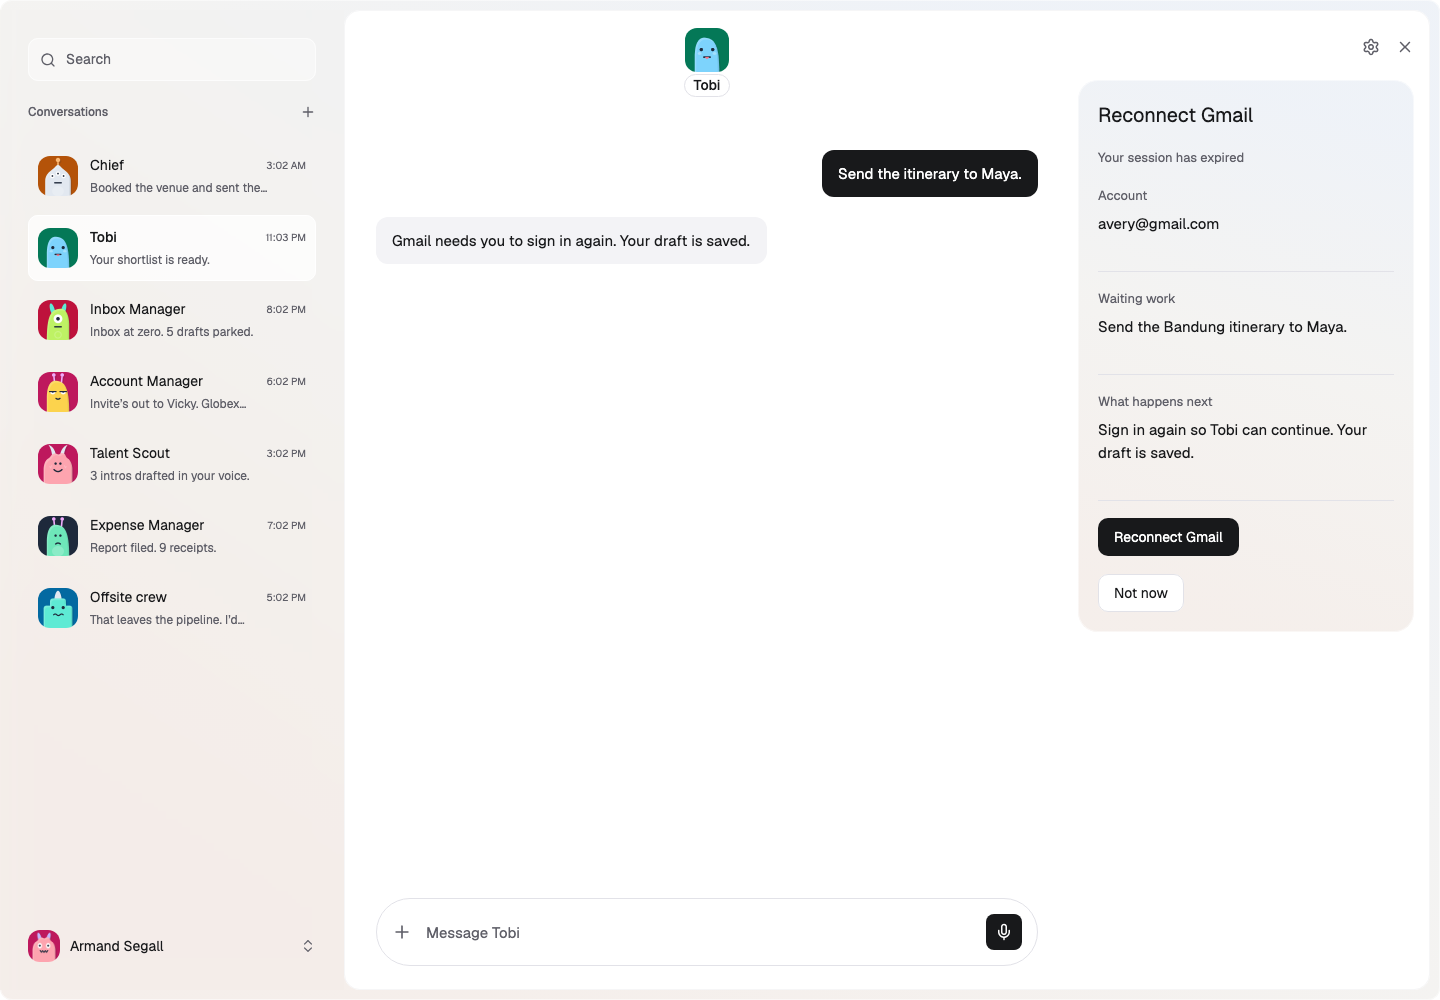 Search
Conversations
Chief
3:02 AM
Booked the venue and sent the...
Tobi
11:03 PM
Your shortlist is ready.
Inbox Manager
8:02 PM
Inbox at zero. 5 drafts parked.
Account Manager
6:02 PM
Invite's out to Vicky. Globex...
Talent Scout
3:02 PM
3 intros drafted in your voice.
Expense Manager
7:02 PM
Report filed. 9 receipts.
Offsite crew
5:02 PM
That leaves the pipeline. I'd...
Armand Segall
Tobi
Send the itinerary to Maya.
Gmail needs you to sign in again. Your draft is saved.
Message Tobi
Reconnect Gmail
Your session has expired
Account
avery@gmail.com
Waiting work
Send the Bandung itinerary to Maya.
What happens next
Sign in again so Tobi can continue. Your
draft is saved.
Reconnect Gmail
Not now